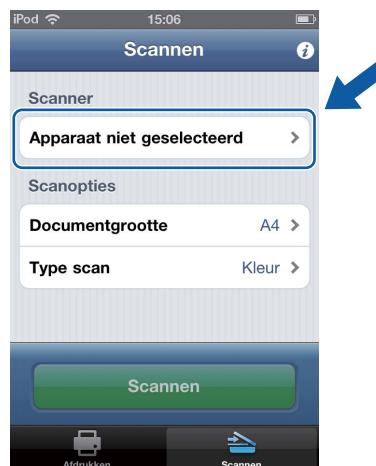 iPod 15:06
Scannen i
Scanner
Apparaat niet geselecteerd
Scanopties
Documentgrootte A4
Type scan Kleur
Scannen
Afdrukken Scannen